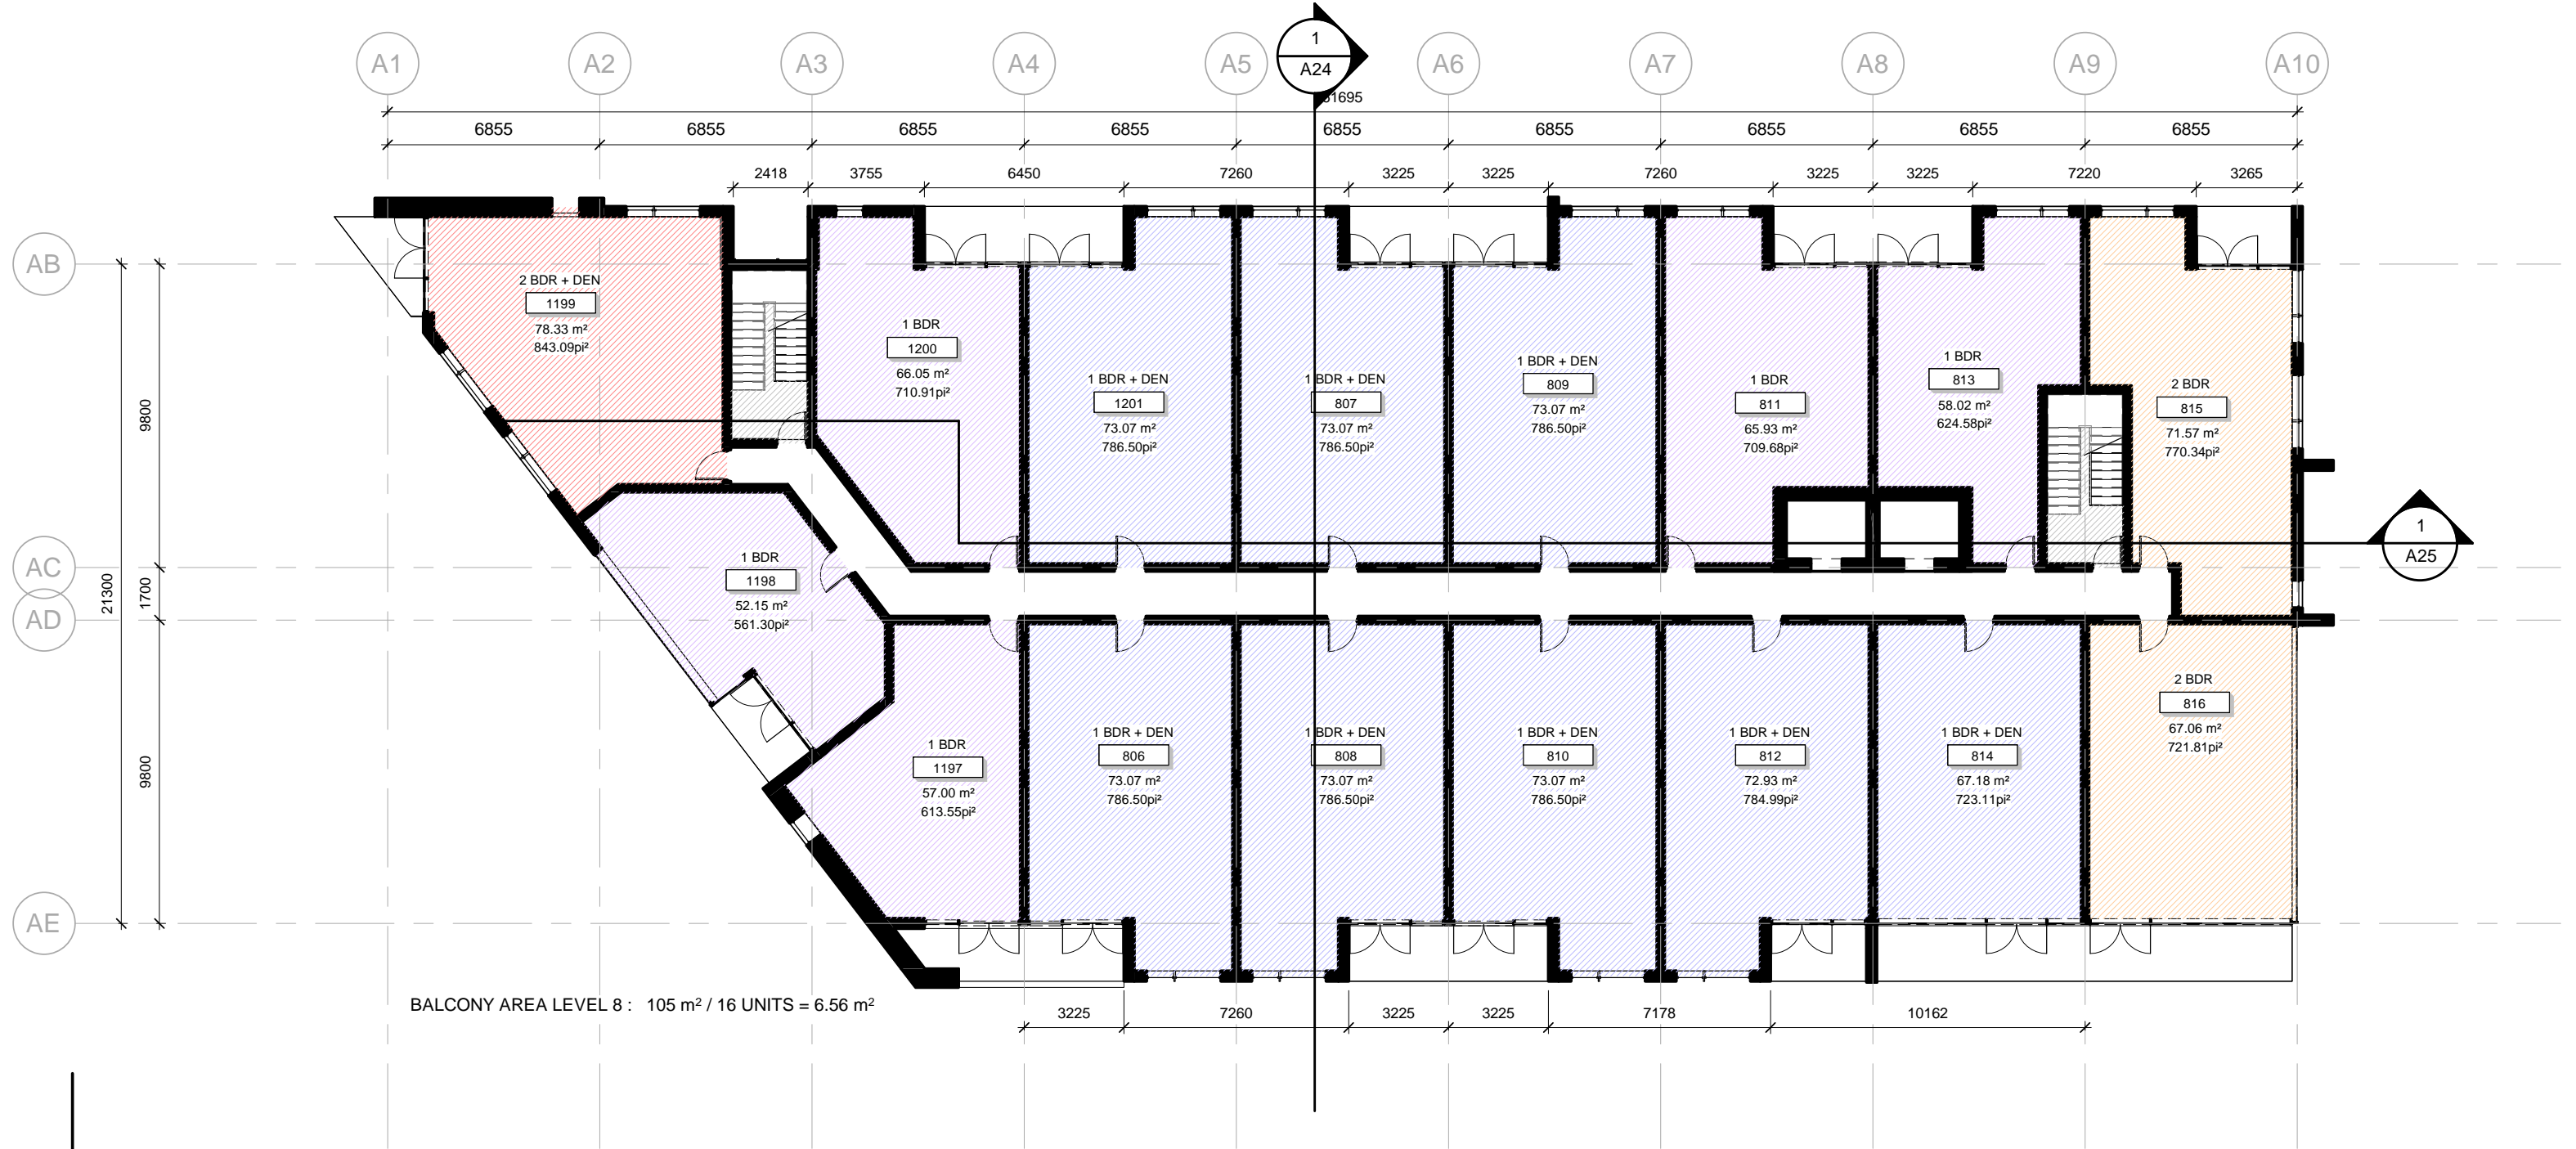 1
A24
A1
A2
A3
A4
A5
A6
A7
A8
A9
A10
61695
6855
6855
6855
6855
6855
6855
6855
6855
6855
2418
3755
6450
7260
3225
3225
7260
3225
3225
7220
3265
AB
AC
AD
AE
21300
9800
1700
9800
2 BDR + DEN
1199
78.33 m²
843.09pi²
1 BDR
1200
66.05 m²
710.91pi²
1 BDR + DEN
1201
73.07 m²
786.50pi²
1 BDR + DEN
807
73.07 m²
786.50pi²
1 BDR + DEN
809
73.07 m²
786.50pi²
1 BDR
811
65.93 m²
709.68pi²
1 BDR
813
58.02 m²
624.58pi²
2 BDR
815
71.57 m²
770.34pi²
1
A25
1 BDR
1198
52.15 m²
561.30pi²
1 BDR
1197
57.00 m²
613.55pi²
1 BDR + DEN
806
73.07 m²
786.50pi²
1 BDR + DEN
808
73.07 m²
786.50pi²
1 BDR + DEN
810
73.07 m²
786.50pi²
1 BDR + DEN
812
72.93 m²
784.99pi²
1 BDR + DEN
814
67.18 m²
723.11pi²
2 BDR
816
67.06 m²
721.81pi²
BALCONY AREA LEVEL 8 : 105 m² / 16 UNITS = 6.56 m²
3225
7260
3225
3225
7178
10162